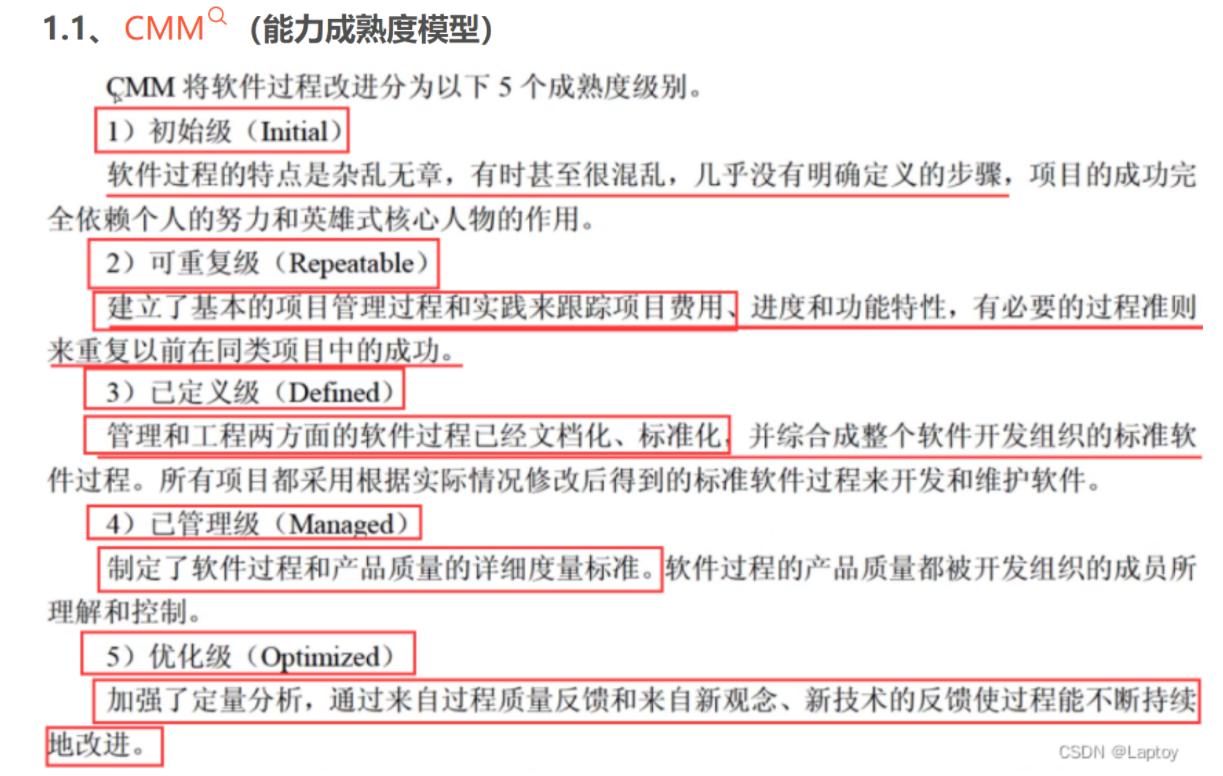 1.1、 CMM (能力成熟度模型)
CMM 将软件过程改进分为以下 5 个成熟度级别。
1）初始级（Initial）
软件过程的特点是杂乱无章，有时甚至很混乱，几乎没有明确定义的步骤，项目的成功完
全依赖个人的努力和英雄式核心人物的作用。
2）可重复级（Repeatable）
建立了基本的项目管理过程和实践来跟踪项目费用、进度和功能特性，有必要的过程准则
来重复以前在同类项目中的成功。
3）已定义级（Defined）
管理和工程两方面的软件过程已经文档化、标准化，并综合成整个软件开发组织的标准软
件过程。所有项目都采用根据实际情况修改后得到的标准软件过程来开发和维护软件。
4）已管理级（Managed）
制定了软件过程和产品质量的详细度量标准。软件过程的产品质量都被开发组织的成员所
理解和控制。
5）优化级（Optimized）
加强了定量分析，通过来自过程质量反馈和来自新观念、新技术的反馈使过程能不断持续
地改进。
CSDN @Laptoy